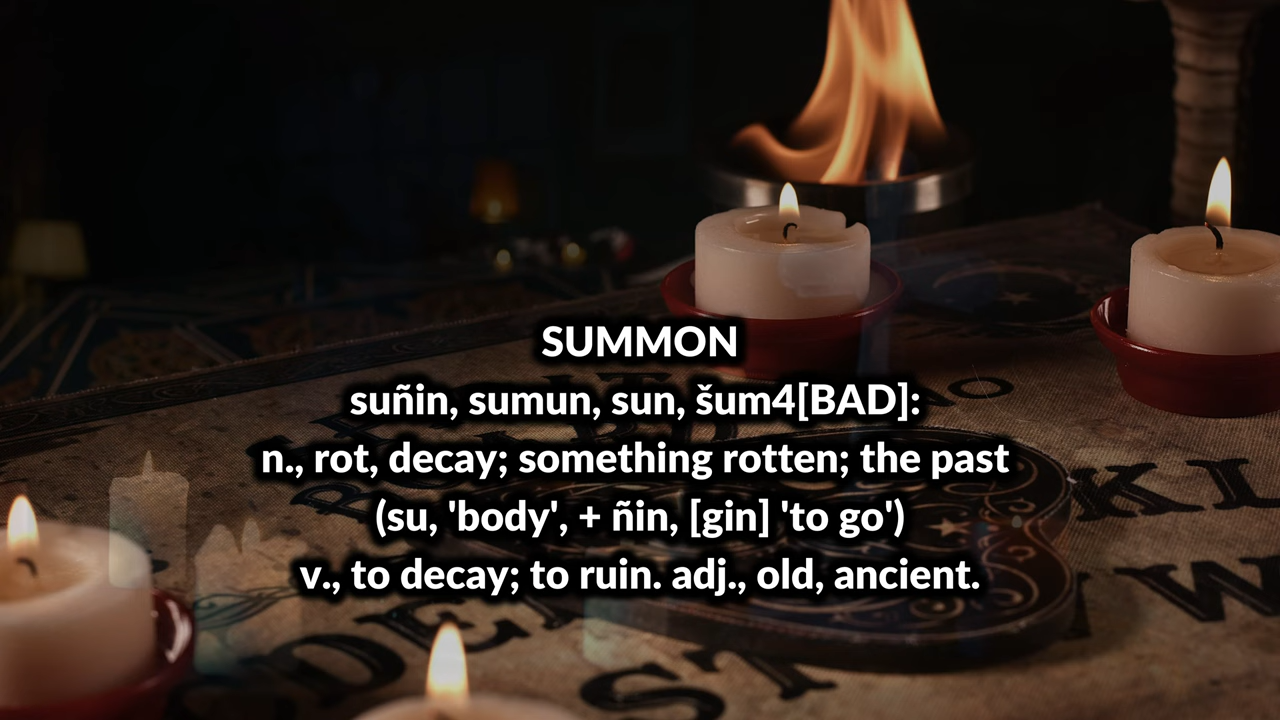 SUMMON
suñin, sumun, sun, šum4[BAD]:
n., rot, decay; something rotten; the past
(su, 'body', + ñin, [gin] 'to go')
v., to decay; to ruin. adj., old, ancient.